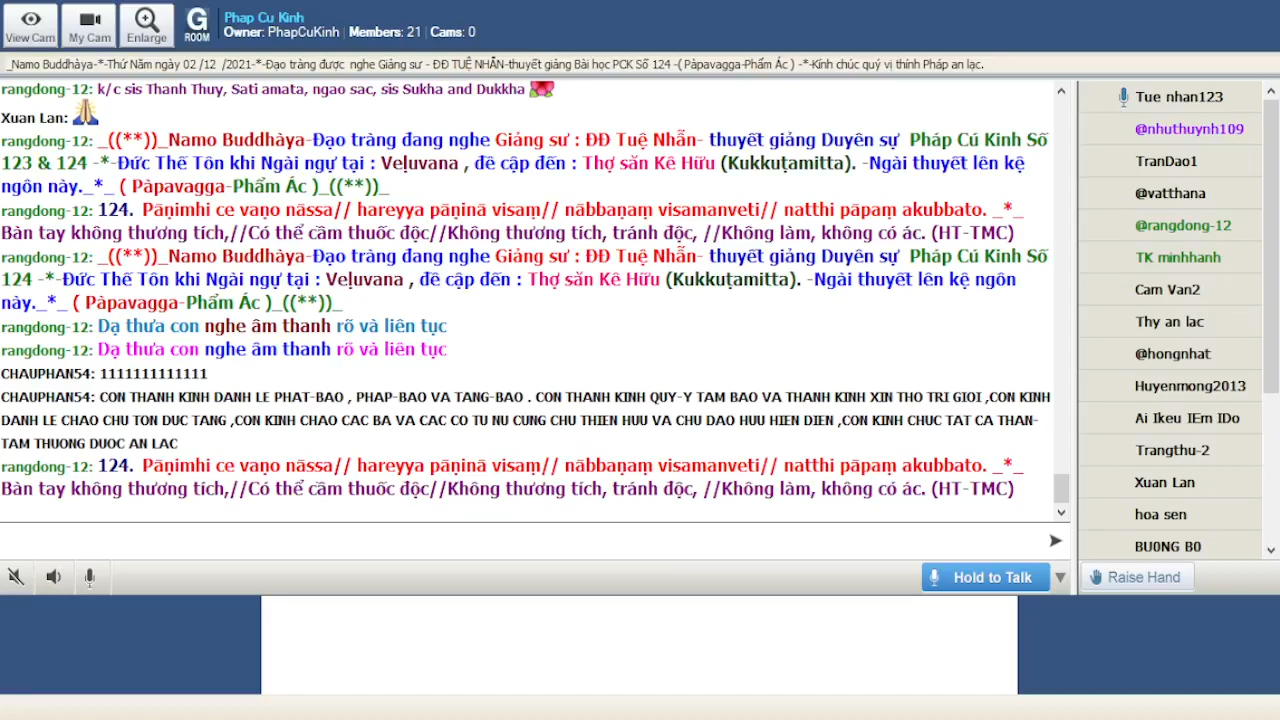 View Cam
My Cam
Enlarge
G
ROOM
Phap Cu Kinh
Owner: PhapCuKinh | Members: 21 | Cams: 0
_Namo Buddhàya-*-Thứ Năm ngày 02 /12  /2021-*-Đạo tràng được  nghe Giảng sư - ĐĐ TUỆ NHẪN-thuyết giảng Bài học PCK Số 124 -( Pàpavagga-Phẩm Ác ) -*-Kính chúc quý vị thính Pháp an lạc.
rangdong-12: k/c sis Thanh Thuy, Sati amata, ngao sac, sis Sukha and Dukkha
Xuan Lan:
rangdong-12: _((**))_Namo Buddhàya-Đạo tràng đang nghe Giảng sư : ĐĐ Tuệ Nhẫn- thuyết giảng Duyên sự  Pháp Cú Kinh Số
123 & 124 -*-Đức Thế Tôn khi Ngài ngự tại : Veḷuvana , đề cập đến : Thợ săn Kê Hữu (Kukkuṭamitta). -Ngài thuyết lên kệ
ngôn này._*_ ( Pàpavagga-Phẩm Ác )_((**))_
rangdong-12: 124.  Pāṇimhi ce vaṇo nāssa// hareyya pāṇinā visaṃ// nābbaṇaṃ visamanveti// natthi pāpaṃ akubbato. _*_
Bàn tay không thương tích,//Có thể cầm thuốc độc//Không thương tích, tránh độc, //Không làm, không có ác. (HT-TMC)
rangdong-12: _((**))_Namo Buddhàya-Đạo tràng đang nghe Giảng sư : ĐĐ Tuệ Nhẫn- thuyết giảng Duyên sự  Pháp Cú Kinh Số
124 -*-Đức Thế Tôn khi Ngài ngự tại : Veḷuvana , đề cập đến : Thợ săn Kê Hữu (Kukkuṭamitta). -Ngài thuyết lên kệ ngôn
này._*_ ( Pàpavagga-Phẩm Ác )_((**))_
rangdong-12: Dạ thưa con nghe âm thanh rõ và liên tục
rangdong-12: Dạ thưa con nghe âm thanh rõ và liên tục
CHAUPHAN54: 1111111111111
CHAUPHAN54: CON THANH KINH DANH LE PHAT-BAO , PHAP-BAO VA TANG-BAO . CON THANH KINH QUY-Y TAM BAO VA THANH KINH XIN THO TRI GIOI ,CON KINH
DANH LE CHAO CHU TON DUC TANG ,CON KINH CHAO CAC BA VA CAC CO TU NU CUNG CHU THIEN HUU VA CHU DAO HUU HIEN DIEN ,CON KINH CHUC TAT CA THAN-
TAM THUONG DUOC AN LAC
rangdong-12: 124.  Pāṇimhi ce vaṇo nāssa// hareyya pāṇinā visaṃ// nābbaṇaṃ visamanveti// natthi pāpaṃ akubbato. _*_
Bàn tay không thương tích,//Có thể cầm thuốc độc//Không thương tích, tránh độc, //Không làm, không có ác. (HT-TMC)
Hold to Talk
Tue nhan123
@nhuthuynh109
TranDao1
@vatthana
@rangdong-12
TK minhhanh
Cam Van2
Thy an lac
@hongnhat
Huyenmong2013
Ai Ikeu IEm IDo
Trangthu-2
Xuan Lan
hoa sen
BU0NG B0
Raise Hand